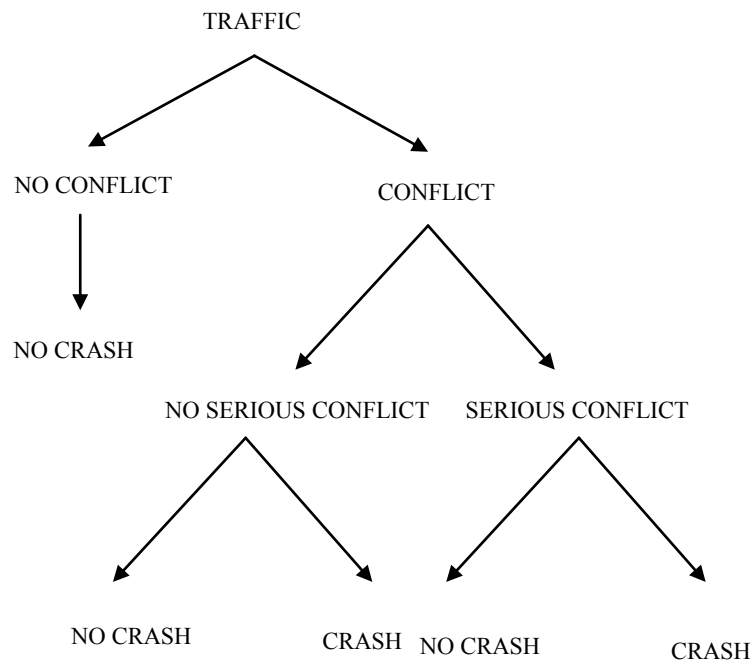 TRAFFIC
NO CONFLICT
CONFLICT
NO CRASH
NO SERIOUS CONFLICT
SERIOUS CONFLICT
NO CRASH
CRASH
NO CRASH
CRASH